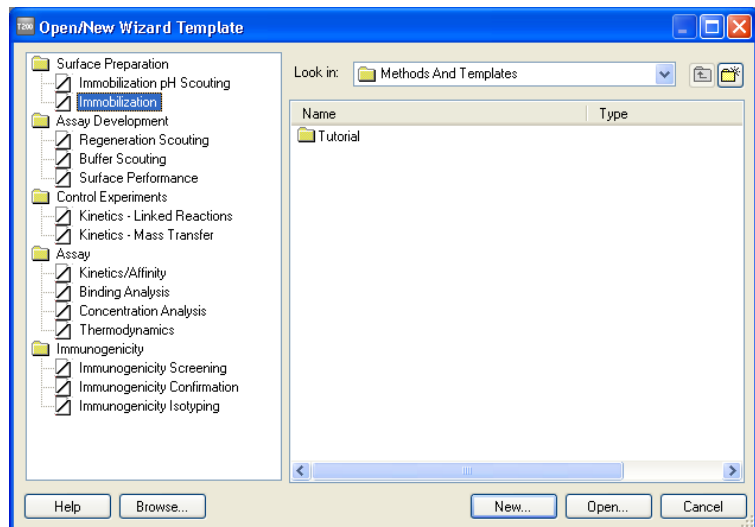 T200 Open/New Wizard Template
Surface Preparation
Immobilization pH Scouting
Immobilization
Assay Development
Regeneration Scouting
Buffer Scouting
Surface Performance
Control Experiments
Kinetics - Linked Reactions
Kinetics - Mass Transfer
Assay
Kinetics/Affinity
Binding Analysis
Concentration Analysis
Thermodynamics
Immunogenicity
Immunogenicity Screening
Immunogenicity Confirmation
Immunogenicity Isotyping
Look in: Methods And Templates
Name Type
Tutorial
Help Browse... New... Open... Cancel